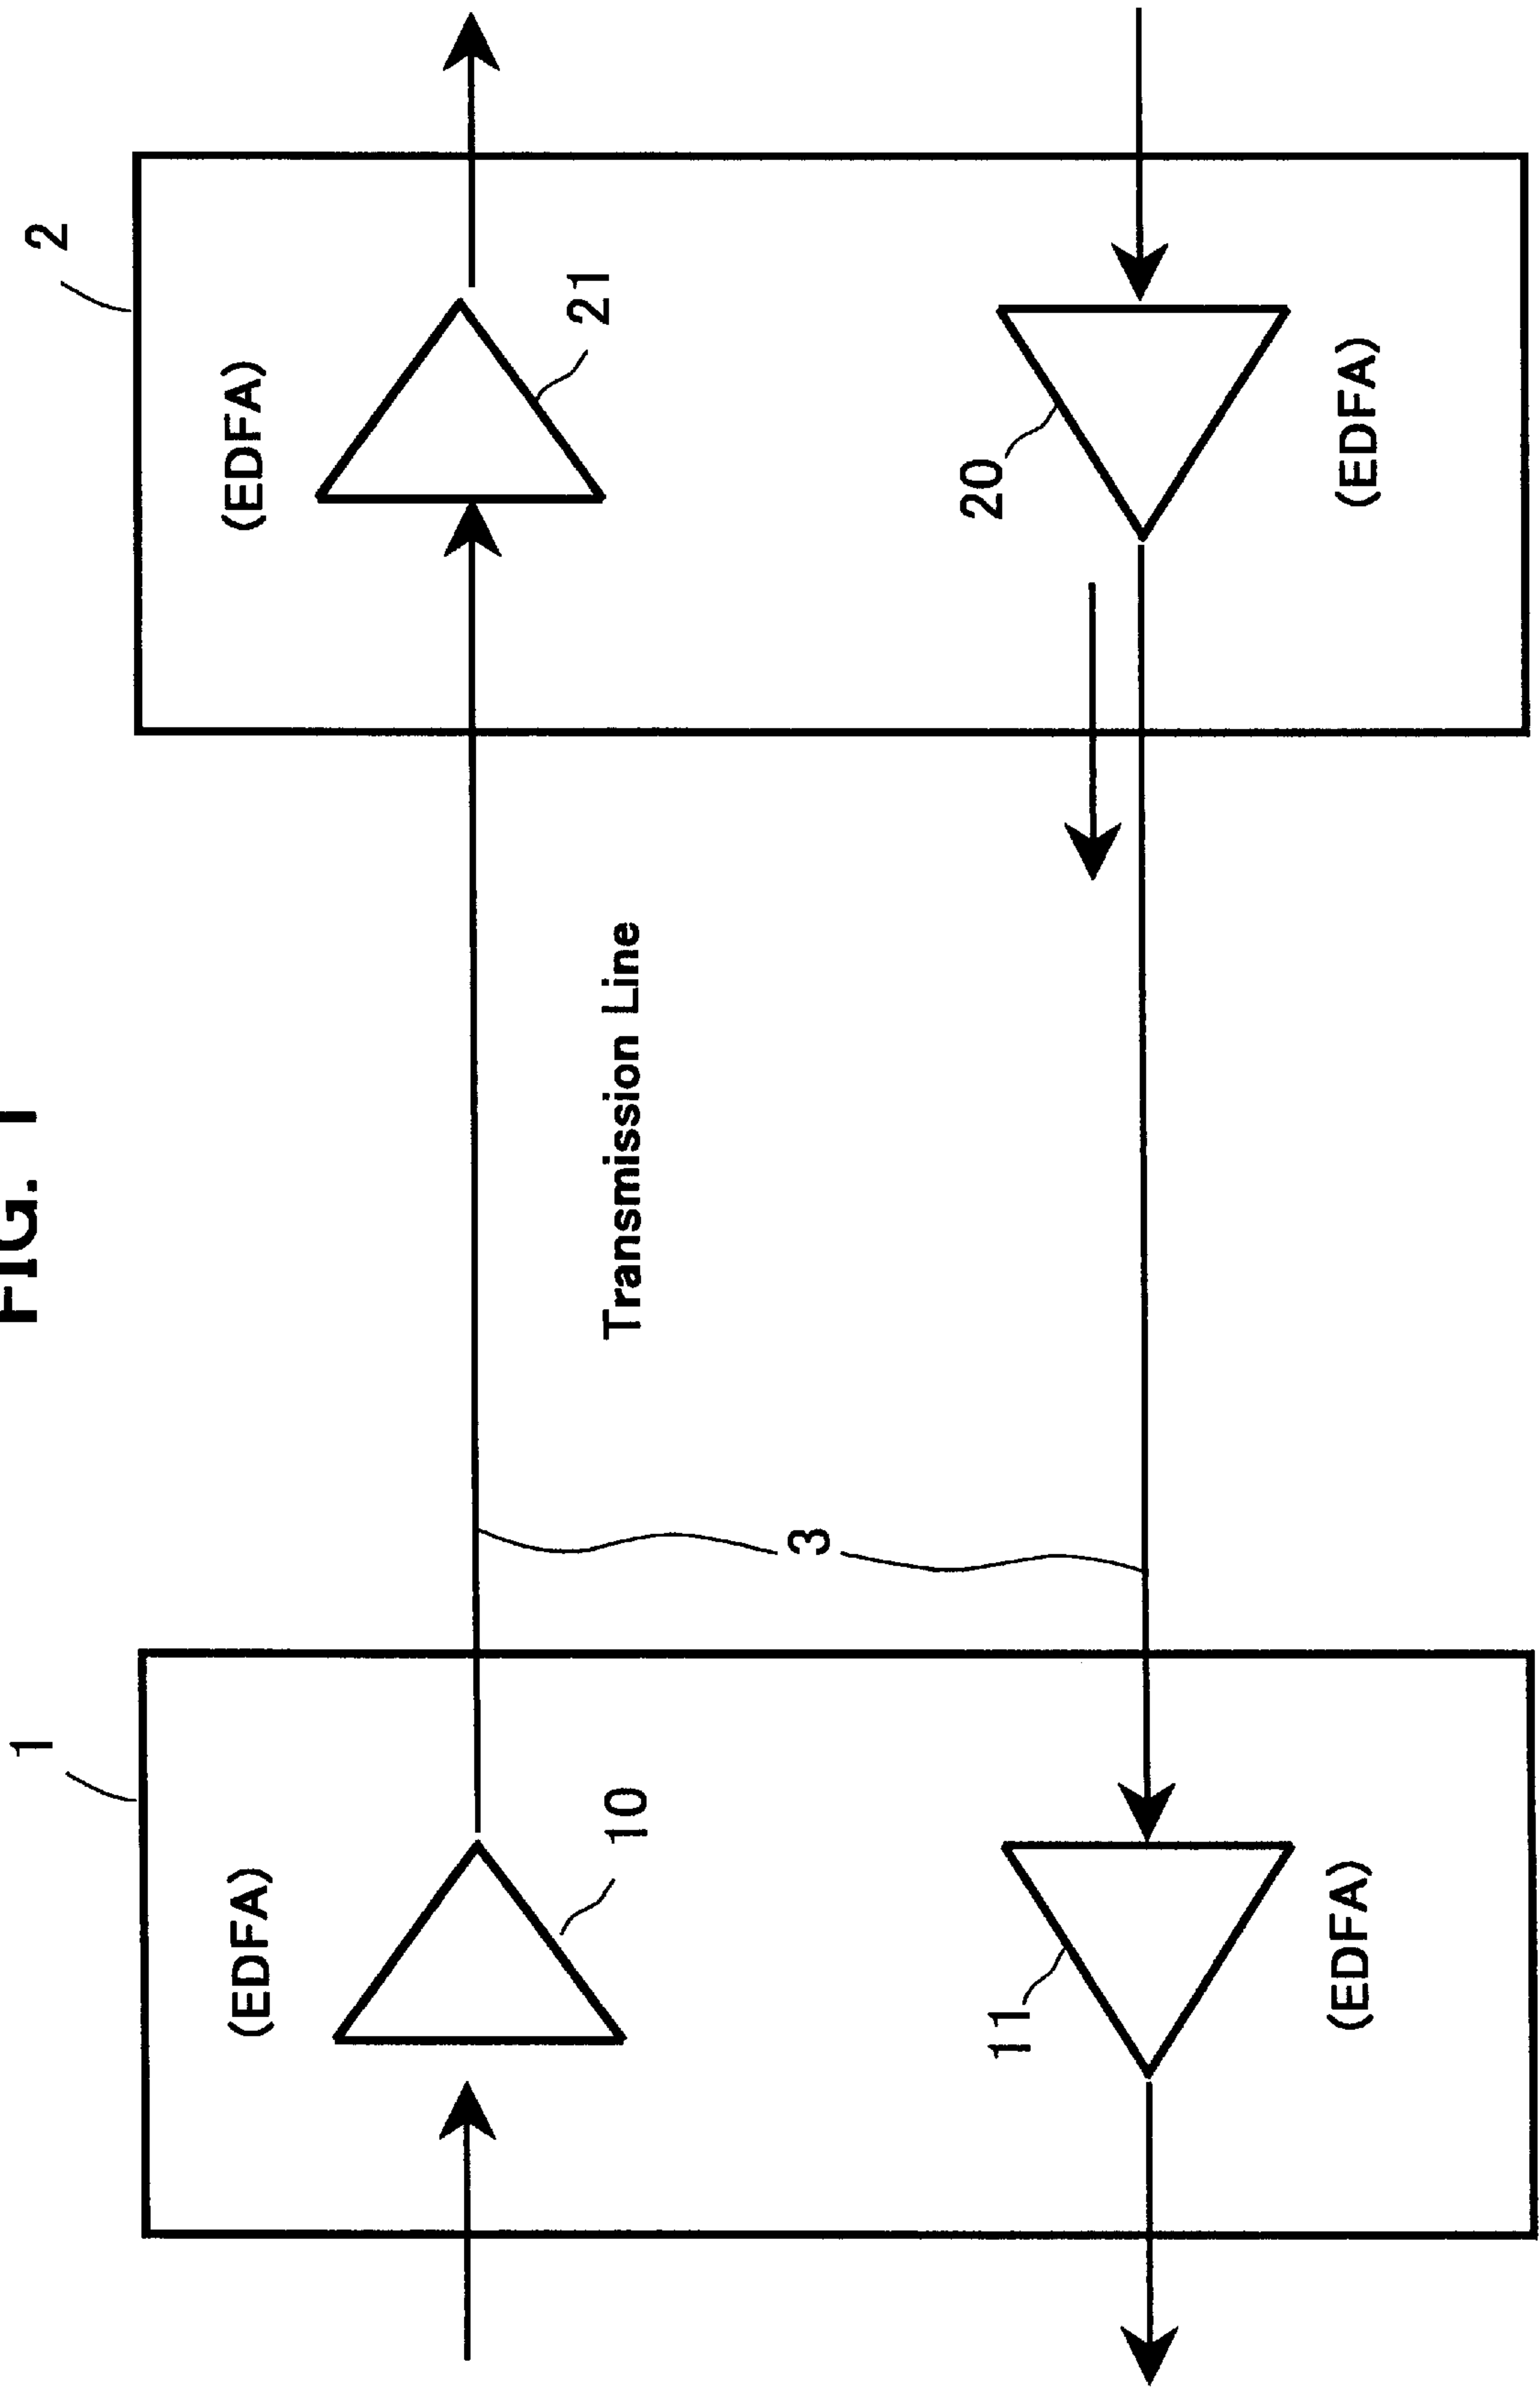 FIG. 1
1
2
(EDFA)
(EDFA)
10
21
Transmission Line
3
11
20
(EDFA)
(EDFA)